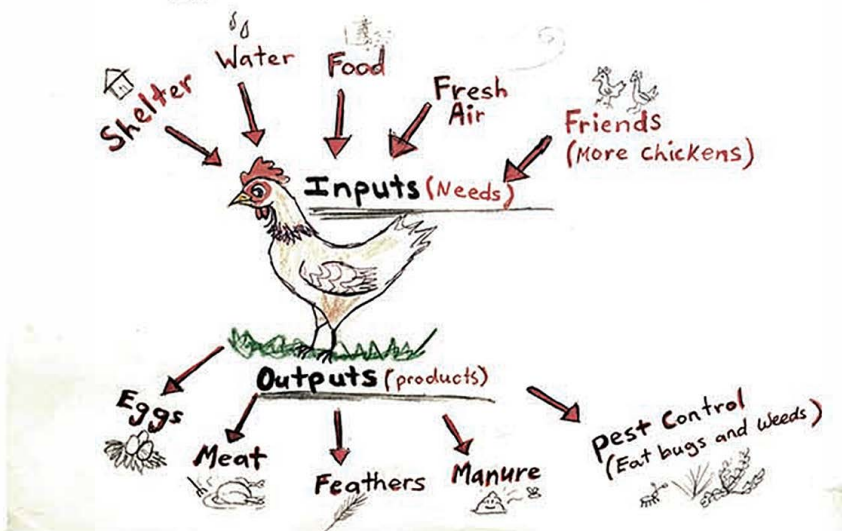 Shelter
Water
Food
Fresh
Air
Friends
(More chickens)
Inputs (Needs)
Outputs (products)
Eggs
Meat
Feathers
Manure
pest Control
(Eat bugs and weeds)